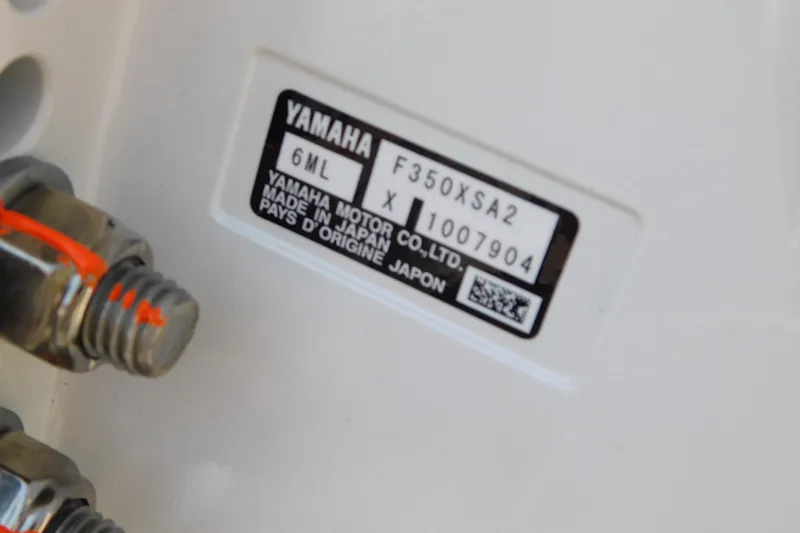 YAMAHA
6ML
F350XSA2
X 1007904
YAMAHA MOTOR CO.,LTD.
MADE IN JAPAN
PAYS D'ORIGINE JAPON